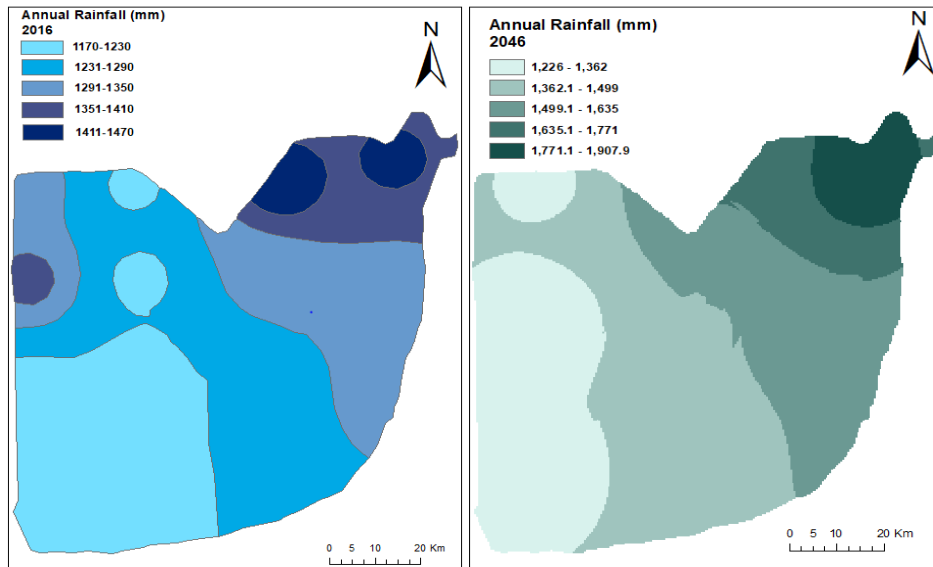 Annual Rainfall (mm)
2016
1170-1230
1231-1290
1291-1350
1351-1410
1411-1470
N
0 5 10 20 Km
Annual Rainfall (mm)
2046
1,226 - 1,362
1,362.1 - 1,499
1,499.1 - 1,635
1,635.1 - 1,771
1,771.1 - 1,907.9
N
0 5 10 20 Km